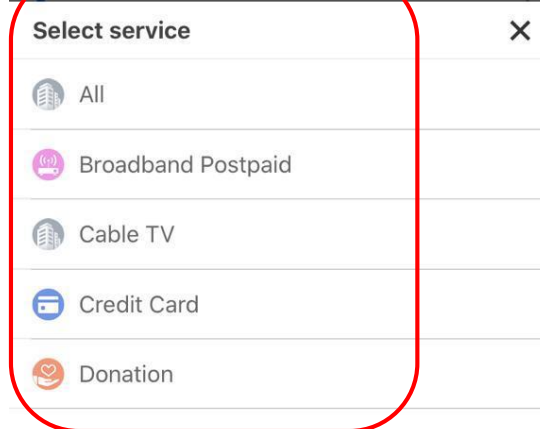 Select service
All
Broadband Postpaid
Cable TV
Credit Card
Donation